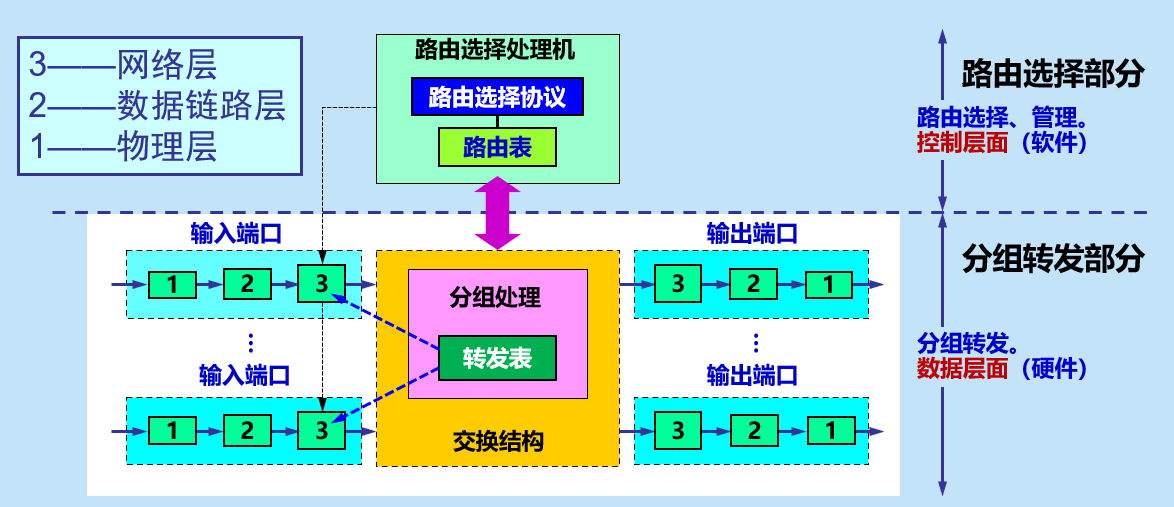 3——网络层
2——数据链路层
1——物理层
路由选择处理机
路由选择协议
路由表
路由选择部分
路由选择、管理。
控制层面（软件）
输入端口
1
2
3
⋮
输入端口
1
2
3
分组处理
转发表
交换结构
输出端口
3
2
1
⋮
输出端口
3
2
1
分组转发部分
分组转发。
数据层面（硬件）